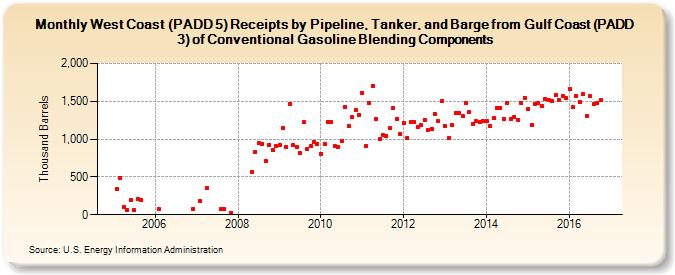 Monthly West Coast (PADD 5) Receipts by Pipeline, Tanker, and Barge from Gulf Coast (PADD
3) of Conventional Gasoline Blending Components
Thousand Barrels
2,000
1,500
1,000
500
0
2006 2008 2010 2012 2014 2016
Source: U.S. Energy Information Administration